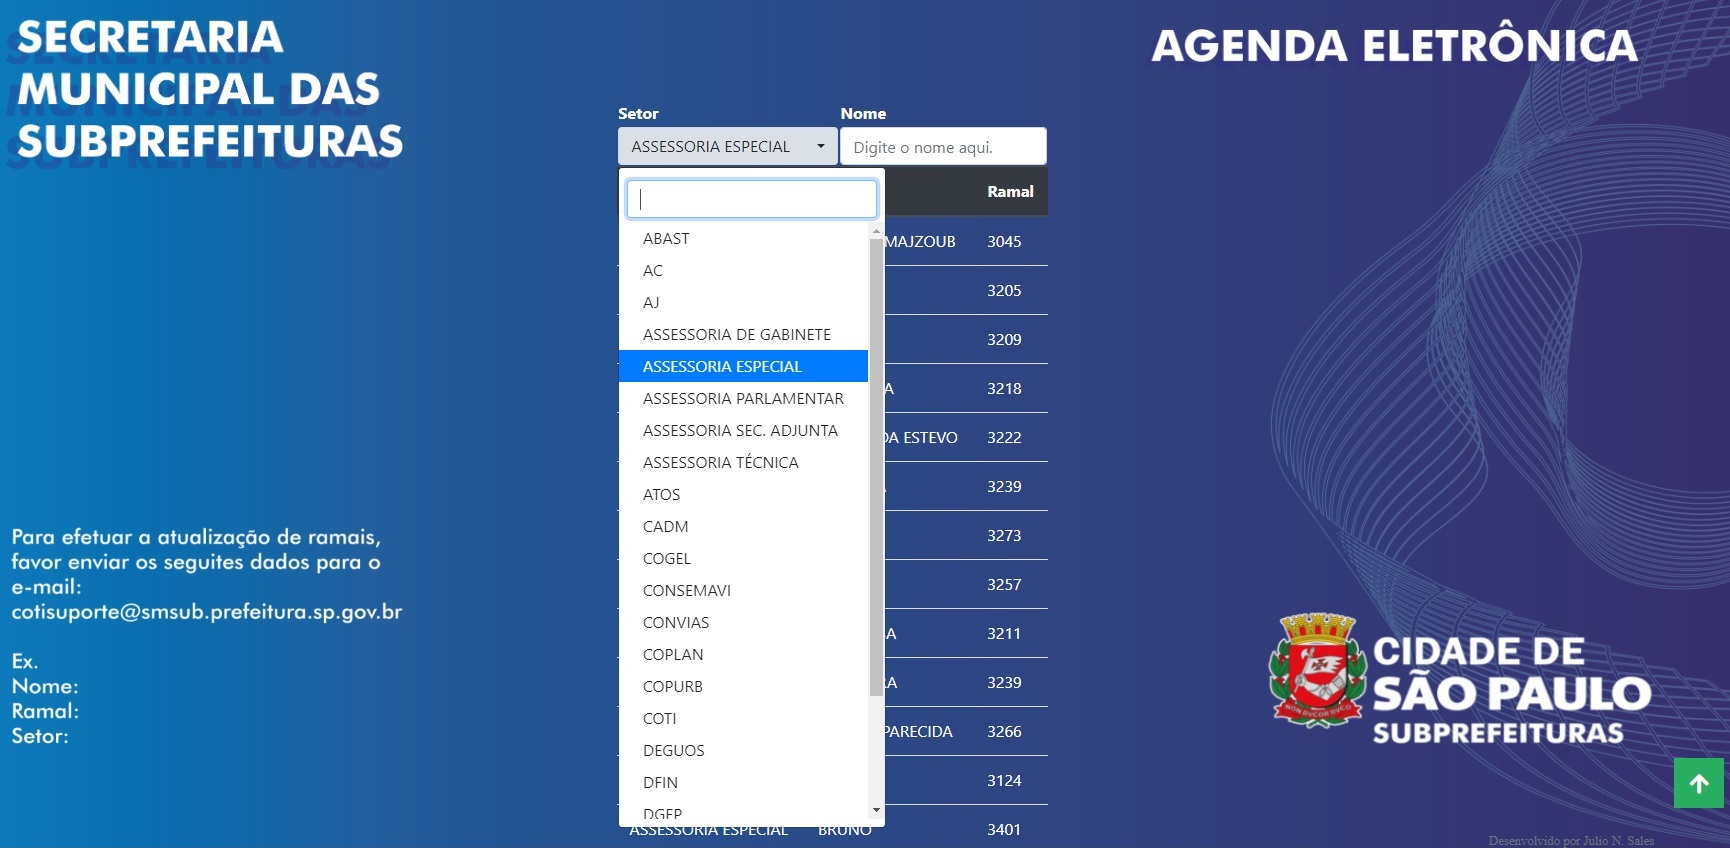 SECRETARIA
MUNICIPAL DAS
SUBPREFEITURAS
AGENDA ELETRÔNICA
Setor
Nome
ASSESSORIA ESPECIAL
Digite o nome aqui.
Ramal
ABAST
AC
AJ
ASSESSORIA DE GABINETE
ASSESSORIA ESPECIAL
ASSESSORIA PARLAMENTAR
ASSESSORIA SEC. ADJUNTA
ASSESSORIA TÉCNICA
ATOS
CADM
COGEL
CONSEMAVI
CONVIAS
COPLAN
COPURB
COTI
DEGUOS
DFIN
DGEP
MAJZOUB 3045
3205
3209
A 3218
DA ESTEVO 3222
3239
3273
3257
3211
RA 3239
PARECIDA 3266
3124
ASSESSORIA ESPECIAL BRUNO 3401
Para efetuar a atualização de ramais,
favor enviar os seguites dados para o
e-mail:
cotisuporte@smsub.prefeitura.sp.gov.br
Ex.
Nome:
Ramal:
Setor:
NON DVCOR DVCO
CIDADE DE
SÃO PAULO
SUBPREFEITURAS
Desenvolvido por Julio N. Sales